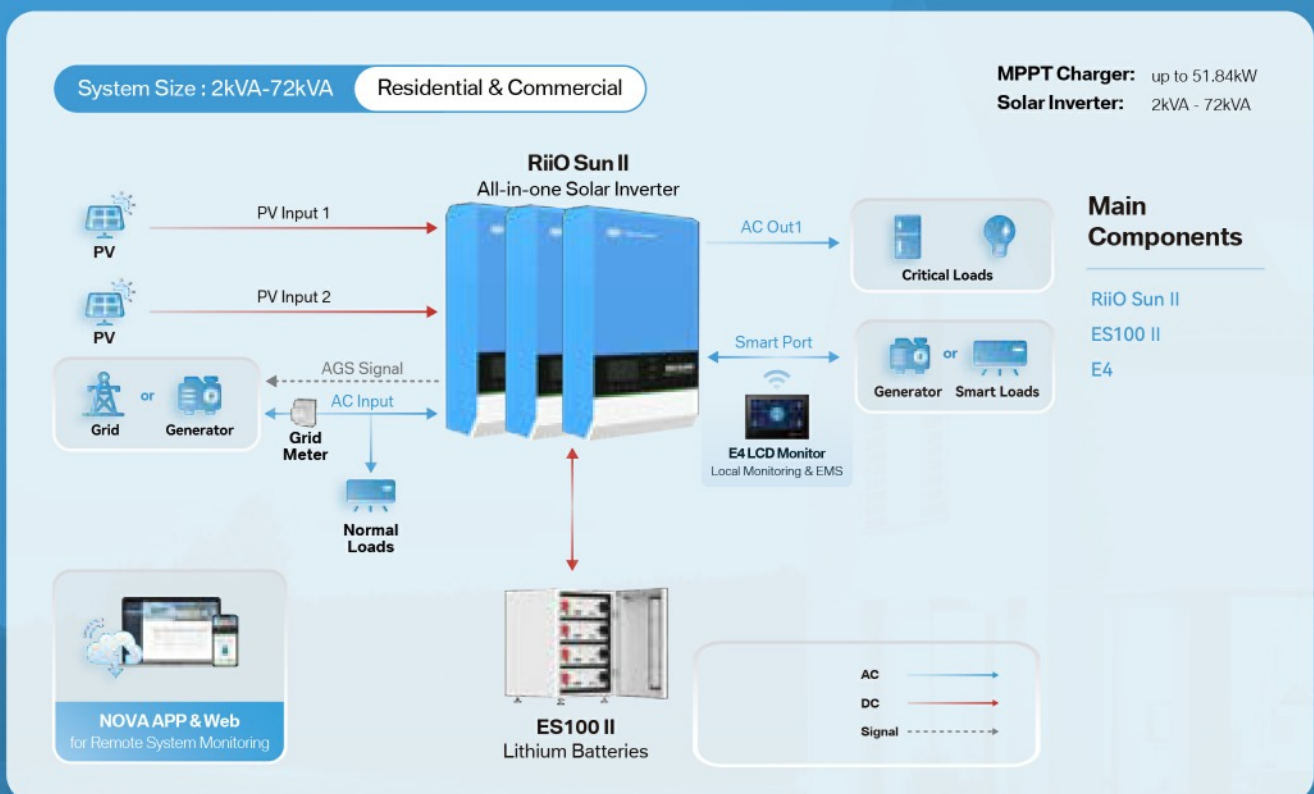 System Size : 2kVA-72kVA
Residential & Commercial
MPPT Charger: up to 51.84kW
Solar Inverter: 2kVA - 72kVA
RiiO Sun II
All-in-one Solar Inverter
PV Input 1
PV
PV Input 2
PV
AGS Signal
AC Input
Grid
or
Generator
Grid
Meter
Normal
Loads
AC Out1
Critical Loads
Smart Port
Generator
or
Smart Loads
E4 LCD Monitor
Local Monitoring & EMS
Main
Components
RiiO Sun II
ES100 II
E4
NOVA APP & Web
for Remote System Monitoring
ES100 II
Lithium Batteries
AC
DC
Signal